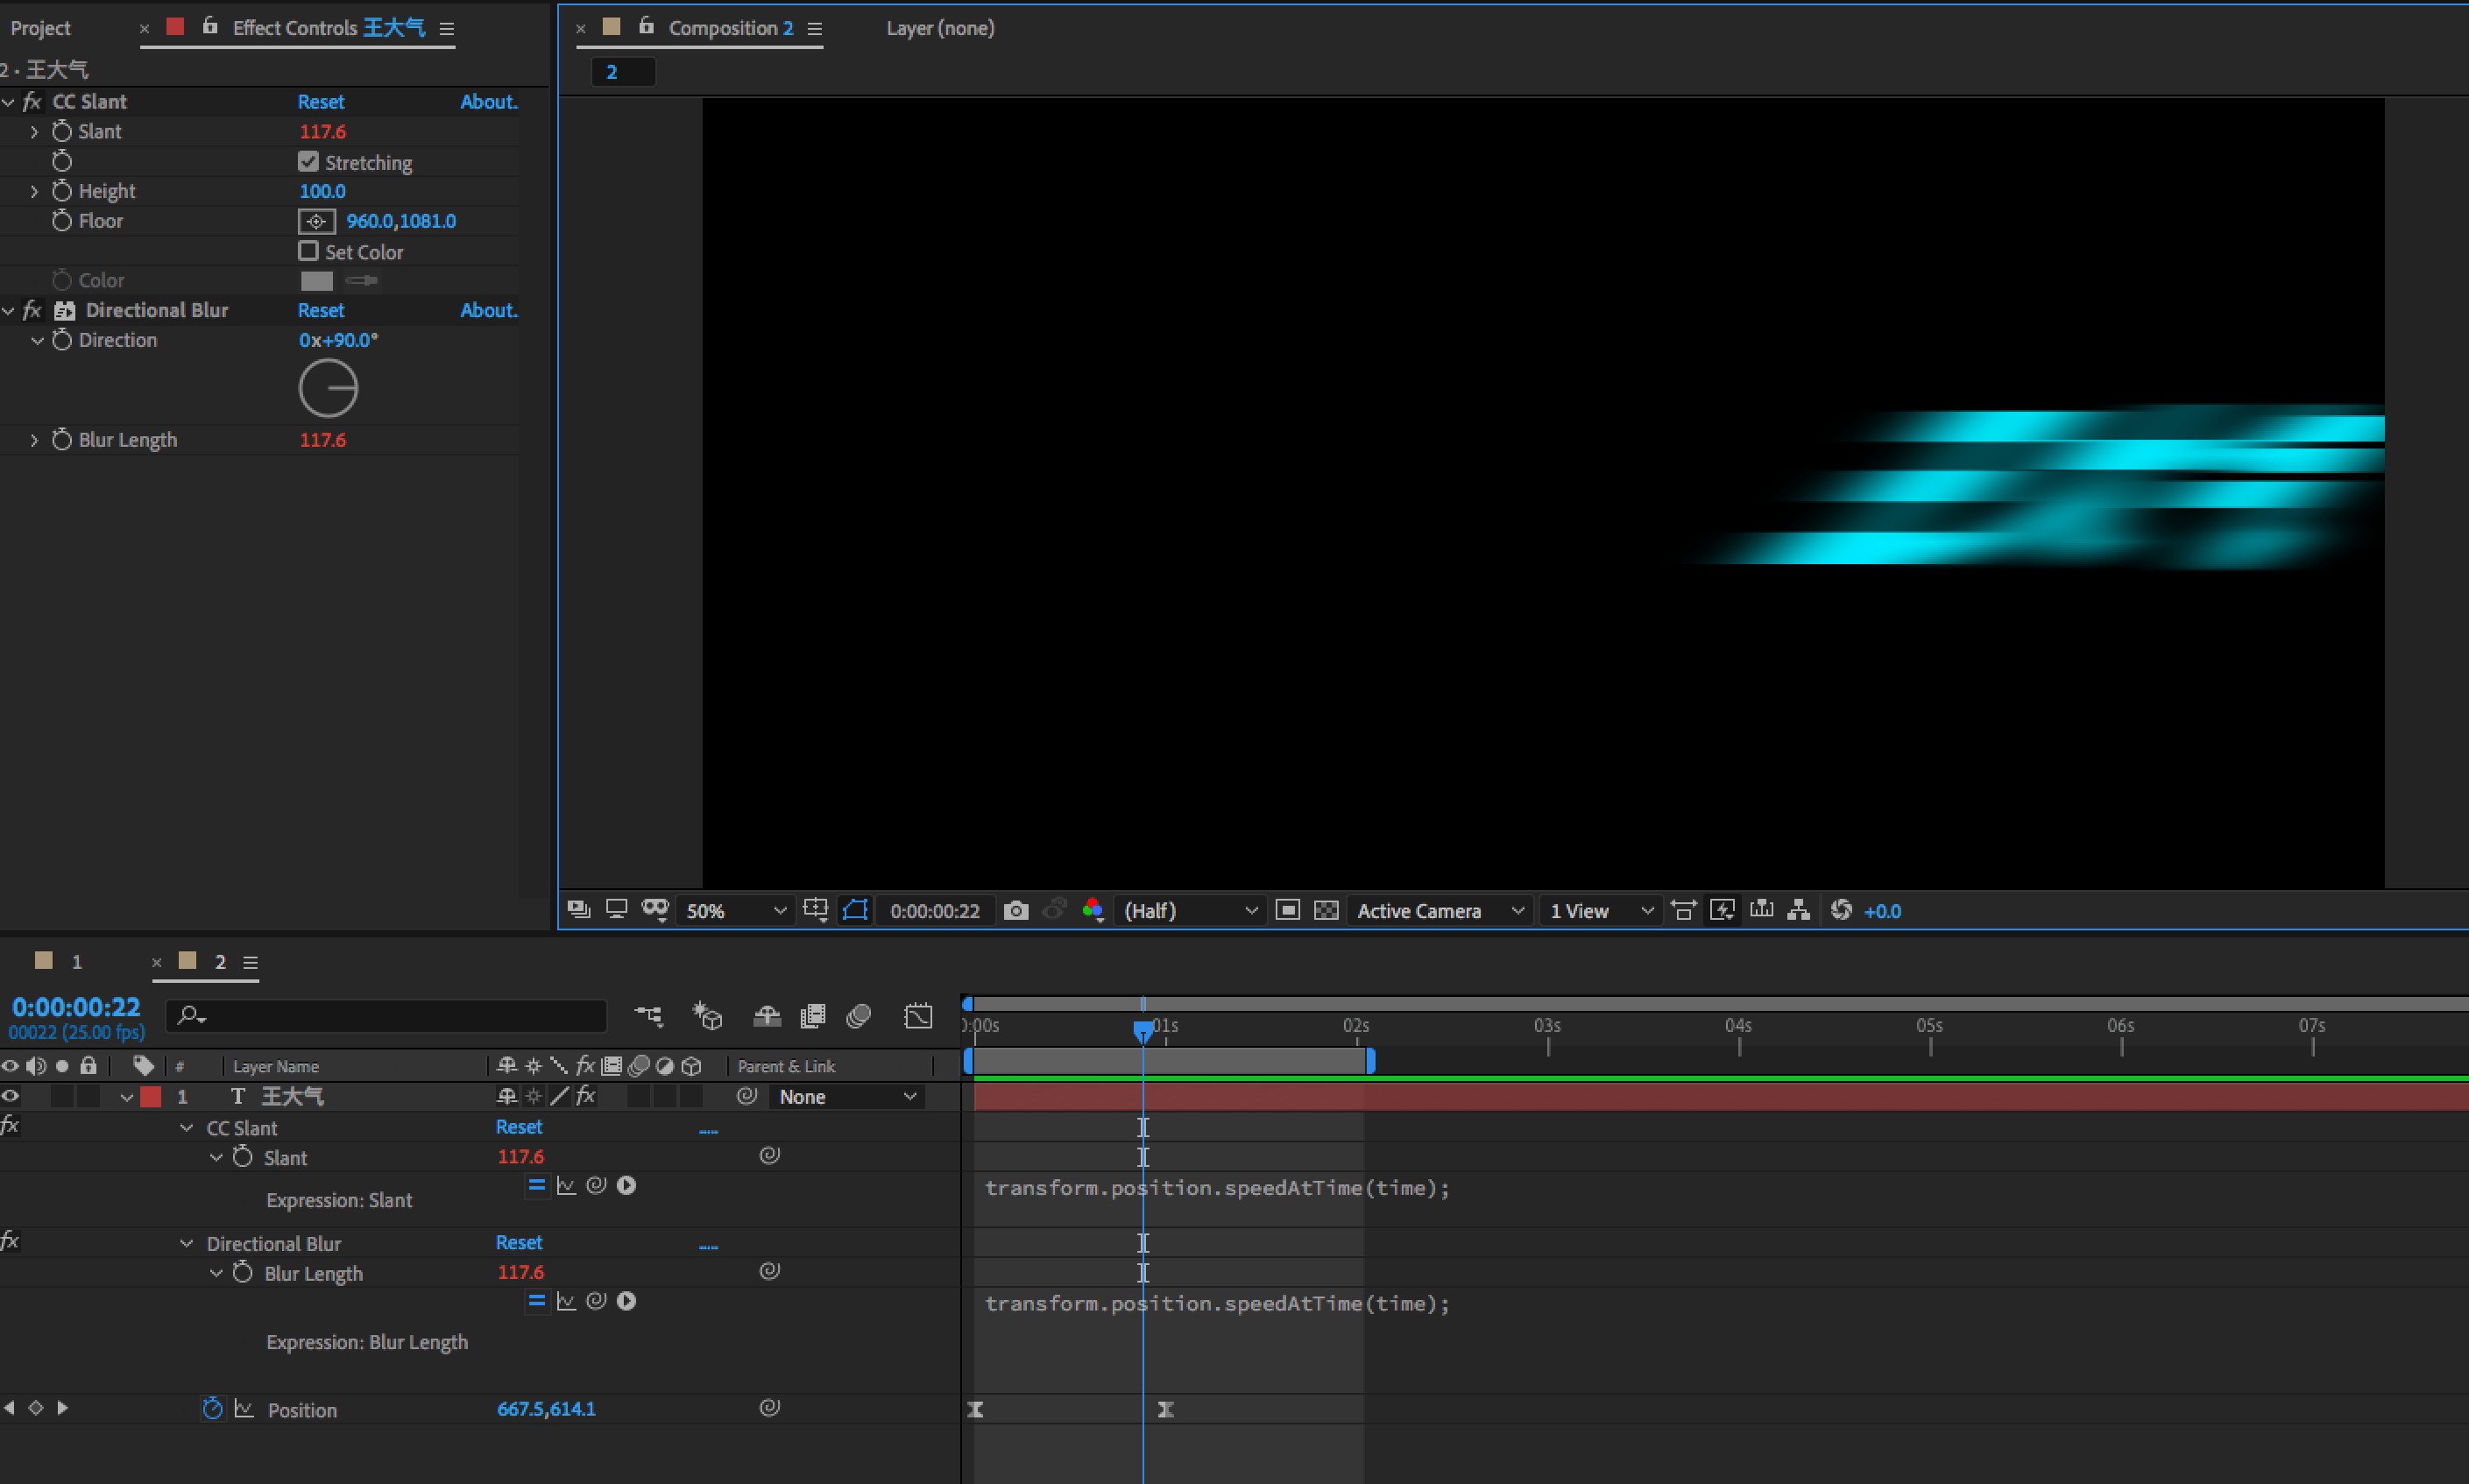 Project × Effect Controls 王大气 × Composition 2 Layer (none)
2 · 王大气
2
fx CC Slant Reset About.
Slant 117.6
Stretching
Height 100.0
Floor 960.0,1081.0
Set Color
Color
fx Directional Blur Reset About.
Direction 0x+90.0°
Blur Length 117.6
50% 0:00:00:22 (Half) Active Camera 1 View +0.0
1 × 2
0:00:00:22
00022 (25.00 fps)
0:00s 01s 02s 03s 04s 05s 06s 07s
# Layer Name fx Parent & Link
1 T 王大气 fx None
fx CC Slant Reset .....
Slant 117.6
Expression: Slant transform.position.speedAtTime(time);
fx Directional Blur Reset .....
Blur Length 117.6
transform.position.speedAtTime(time);
Expression: Blur Length
Position 667.5,614.1